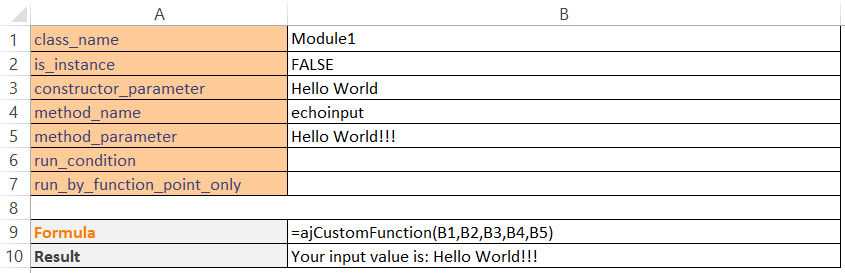 A B
1 class_name Module1
2 is_instance FALSE
3 constructor_parameter Hello World
4 method_name echoinput
5 method_parameter Hello World!!!
6 run_condition
7 run_by_function_point_only
8
9 Formula =ajCustomFunction(B1,B2,B3,B4,B5)
10 Result Your input value is: Hello World!!!